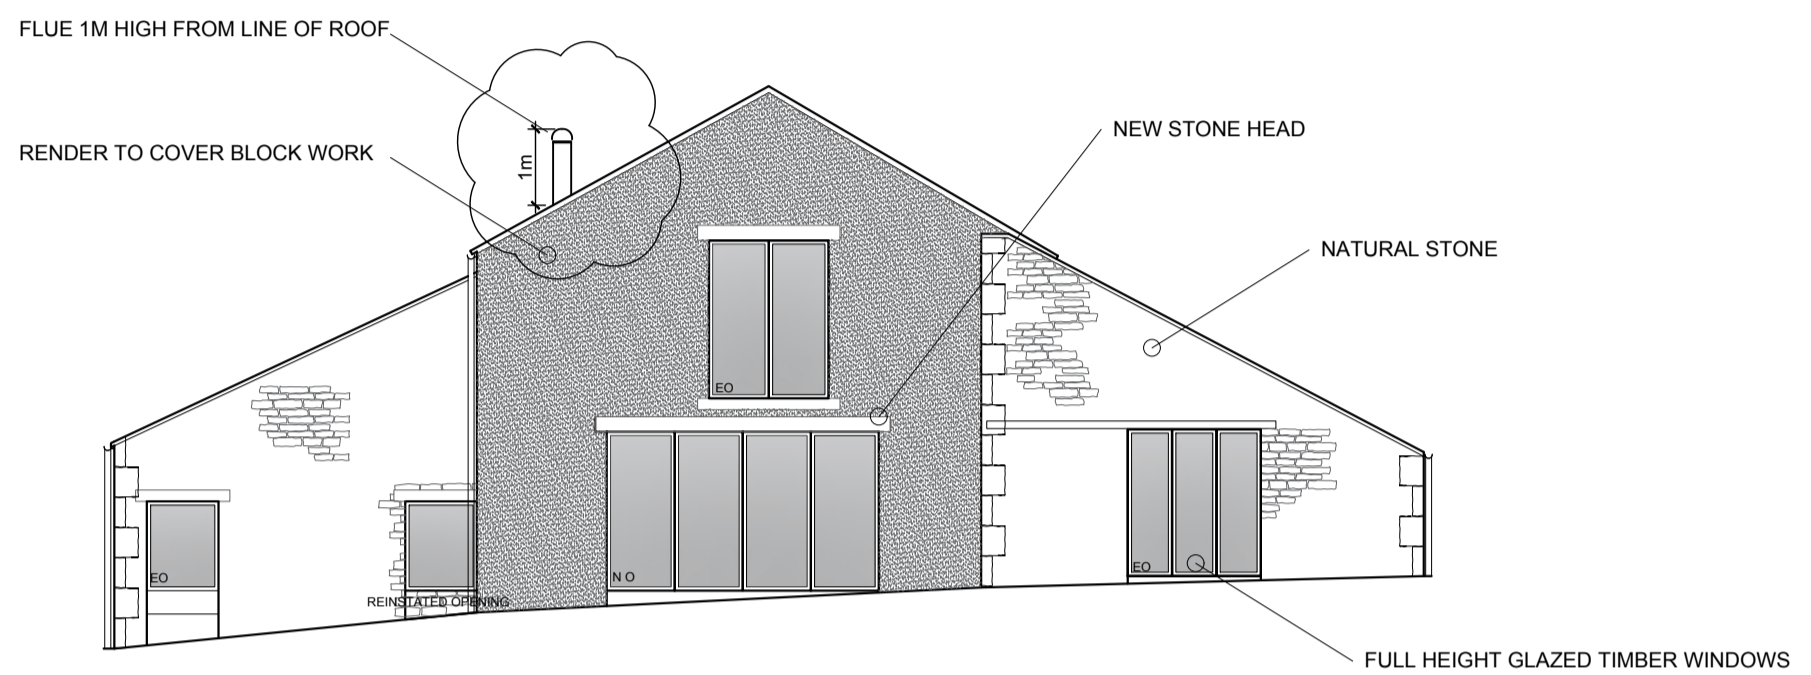 FLUE 1M HIGH FROM LINE OF ROOF
RENDER TO COVER BLOCK WORK
1m
NEW STONE HEAD
NATURAL STONE
EO
EO
N O
EO
REINSTATED OPENING
FULL HEIGHT GLAZED TIMBER WINDOWS